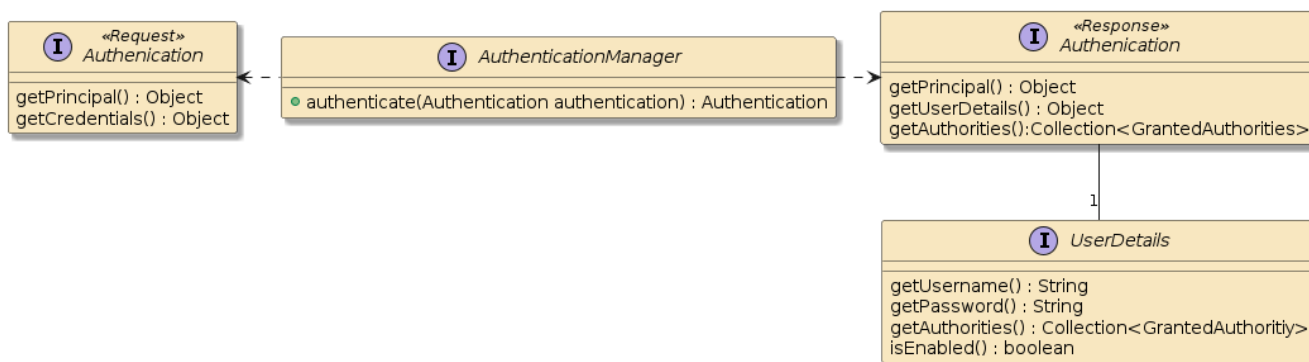 I
«Request»
Authenication
getPrincipal() : Object
getCredentials() : Object
I
AuthenticationManager
authenticate(Authentication authentication) : Authentication
I
«Response»
Authenication
getPrincipal() : Object
getUserDetails() : Object
getAuthorities():Collection<GrantedAuthorities>
1
I
UserDetails
getUsername() : String
getPassword() : String
getAuthorities() : Collection<GrantedAuthoritiy>
isEnabled() : boolean